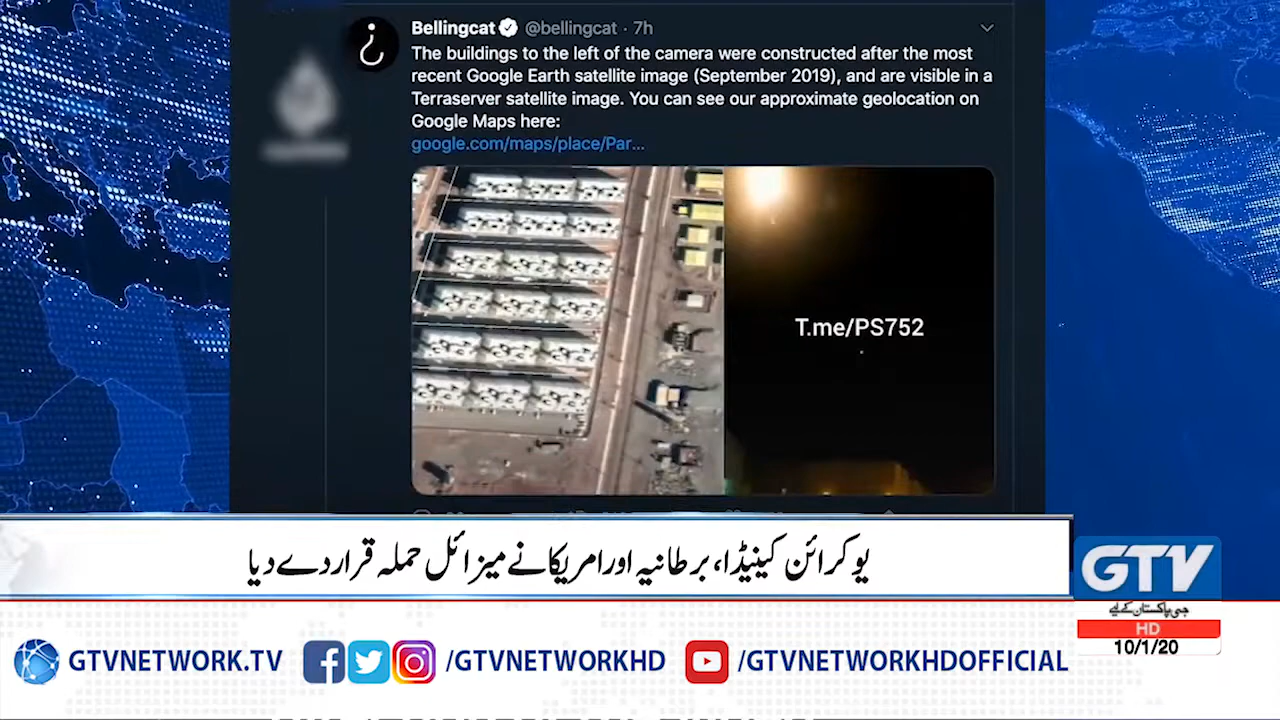 Bellingcat @bellingcat · 7h
The buildings to the left of the camera were constructed after the most
recent Google Earth satellite image (September 2019), and are visible in a
Terraserver satellite image. You can see our approximate geolocation on
Google Maps here:
google.com/maps/place/Par...
T.me/PS752
یوکرائن کینیڈا، برطانیہ اور امریکا نے میزائل حملہ قرار دے دیا
GTV
جی پاکستان کے لیے
HD
10/1/20
GTVNETWORK.TV
/GTVNETWORKHD
/GTVNETWORKHDOFFICIAL